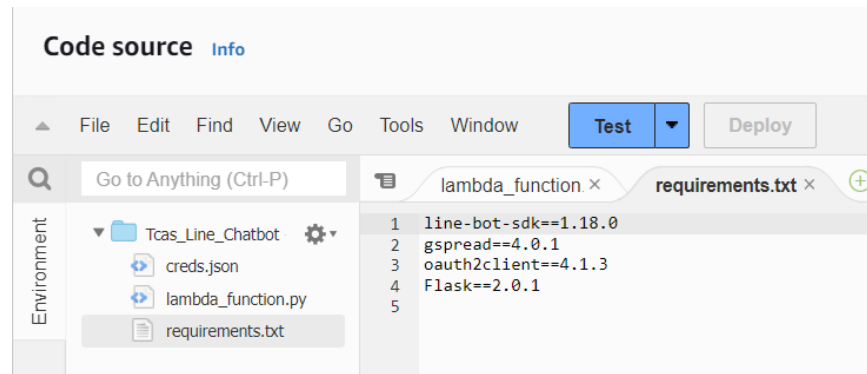 Code source Info
File Edit Find View Go Tools Window Test Deploy
Go to Anything (Ctrl-P)
lambda_function. × requirements.txt ×
Environment
Tcas_Line_Chatbot
creds.json
lambda_function.py
requirements.txt
1 line-bot-sdk==1.18.0
2 gspread==4.0.1
3 oauth2client==4.1.3
4 Flask==2.0.1
5